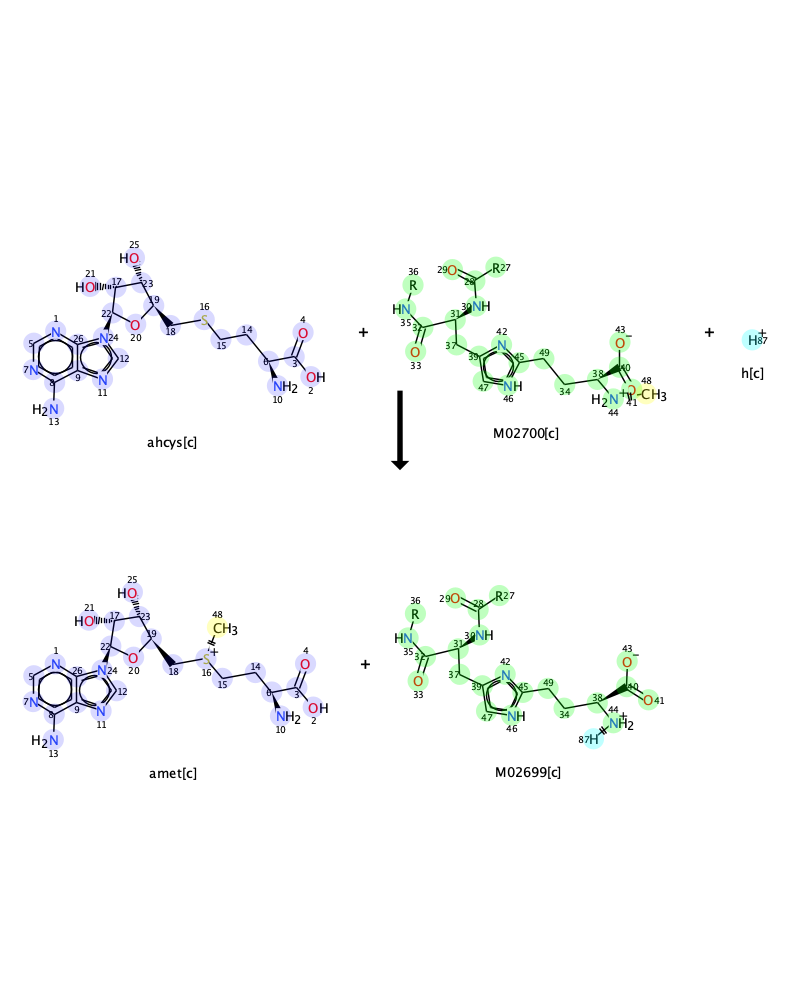 25
HO
21
HO
17
23
19
22
O
20
16
S
18
15
14
4
O
6
3
OH
2
NH2
10
1
N
5
26
N
24
12
7
N
8
9
N
11
H2N
13
ahcys[c]
+
36
R
29
O
28
R27
HN
35
32
31
30
NH
O
33
37
42
N
39
45
47
NH
46
49
34
38
43
O−
40
O
41
48
CH3
H2N+
44
M02700[c]
+
H+
87
h[c]
25
HO
21
HO
17
23
19
22
O
20
48
CH3
S+
16
18
15
14
4
O
6
3
OH
2
NH2
10
1
N
5
26
N
24
12
7
N
8
9
N
11
H2N
13
amet[c]
+
36
R
29
O
28
R27
HN
35
32
31
30
NH
O
33
37
42
N
39
45
47
NH
46
49
34
38
43
O−
40
O
41
44
NH2+
87
H
M02699[c]